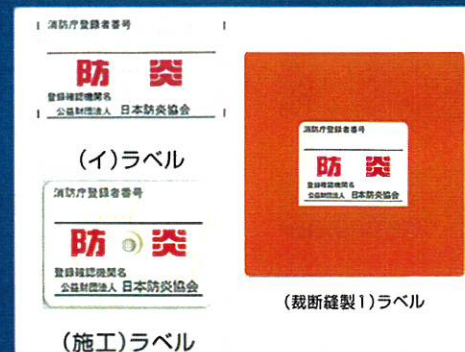 消防庁登録者番号
防炎
登録確認機関名
公益財団法人 日本防炎協会
(イ)ラベル
消防庁登録者番号
防炎
登録確認機関名
公益財団法人 日本防炎協会
(施工)ラベル
消防庁登録者番号
防炎
登録確認機関名
公益財団法人 日本防炎協会
(裁断縫製1)ラベル